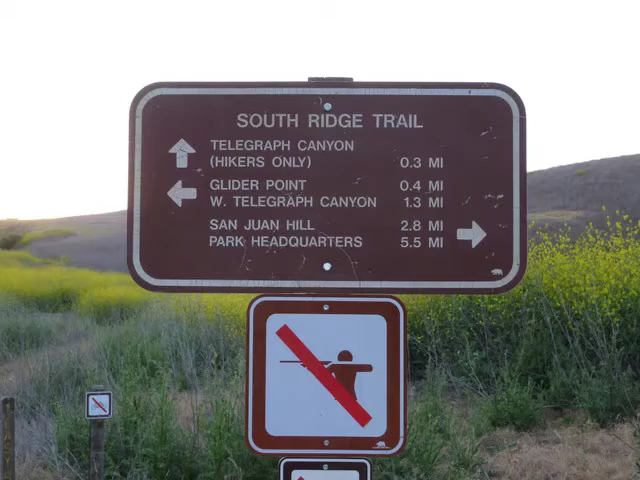 SOUTH RIDGE TRAIL
TELEGRAPH CANYON
(HIKERS ONLY) 0.3 MI
GLIDER POINT 0.4 MI
W. TELEGRAPH CANYON 1.3 MI
SAN JUAN HILL 2.8 MI
PARK HEADQUARTERS 5.5 MI